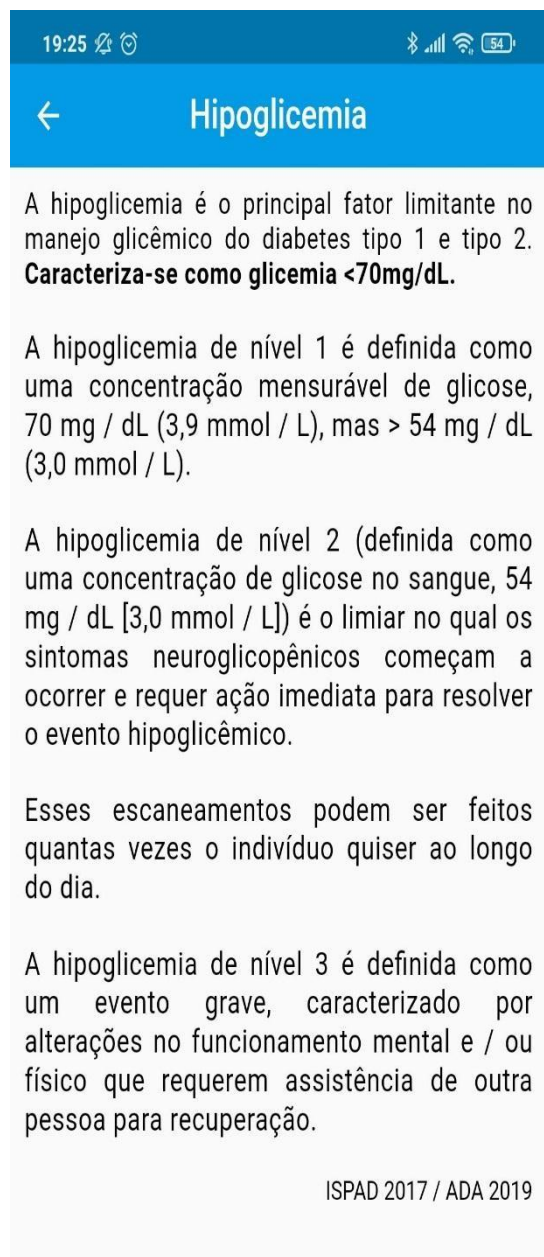 19:25
54
Hipoglicemia
A hipoglicemia é o principal fator limitante no
manejo glicêmico do diabetes tipo 1 e tipo 2.
Caracteriza-se como glicemia <70mg/dL.
A hipoglicemia de nível 1 é definida como
uma concentração mensurável de glicose,
70 mg / dL (3,9 mmol / L), mas > 54 mg / dL
(3,0 mmol / L).
A hipoglicemia de nível 2 (definida como
uma concentração de glicose no sangue, 54
mg / dL [3,0 mmol / L]) é o limiar no qual os
sintomas neuroglicopênicos começam a
ocorrer e requer ação imediata para resolver
o evento hipoglicêmico.
Esses escaneamentos podem ser feitos
quantas vezes o indivíduo quiser ao longo
do dia.
A hipoglicemia de nível 3 é definida como
um evento grave, caracterizado por
alterações no funcionamento mental e / ou
físico que requerem assistência de outra
pessoa para recuperação.
ISPAD 2017 / ADA 2019